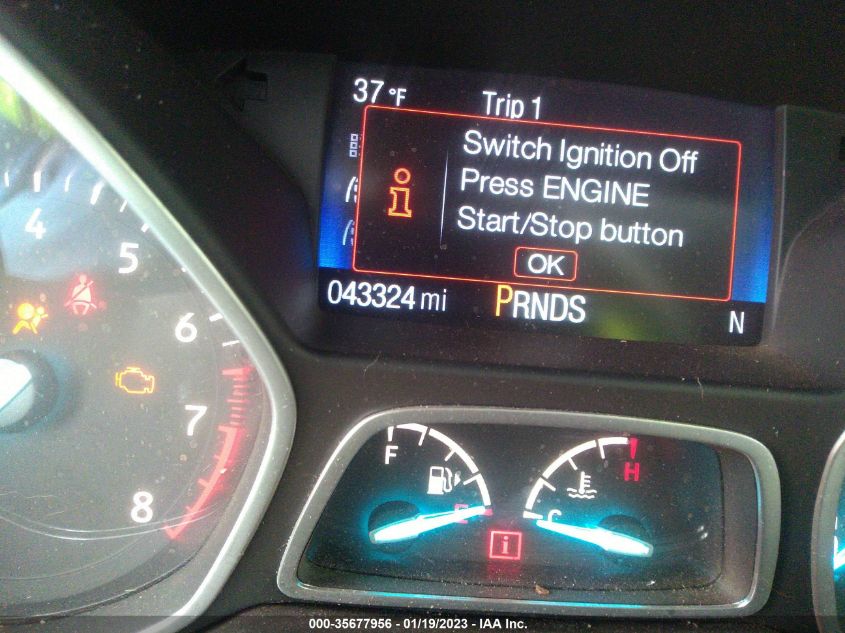 37 °F
Trip 1
Switch Ignition Off
Press ENGINE
Start/Stop button
OK
043324 mi
PRNDS
N
4
5
6
7
8
F
E
H
C
i
000-35677956 - 01/19/2023 - IAA Inc.